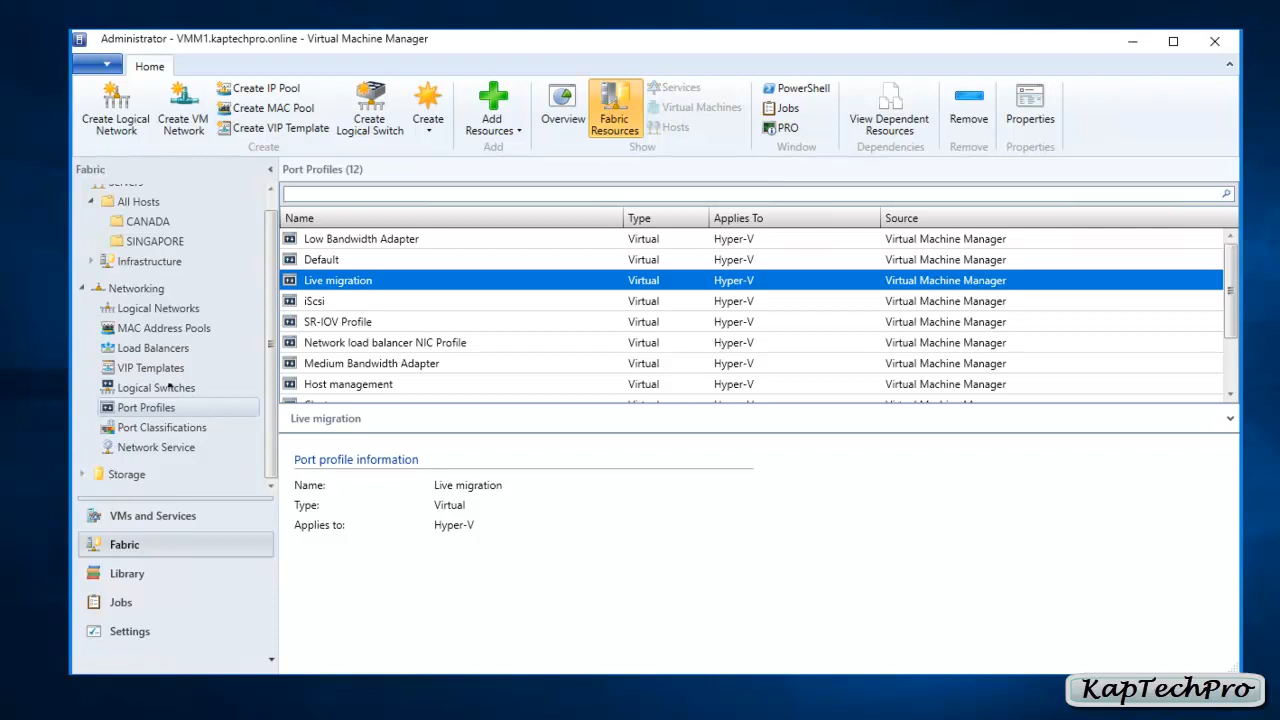 Administrator - VMM1.kaptechpro.online - Virtual Machine Manager
Home
Create Logical Network
Create VM Network
Create IP Pool
Create MAC Pool
Create VIP Template
Create Logical Switch
Create
Create
Add Resources
Add
Overview
Fabric Resources
Services
Virtual Machines
Hosts
Show
PowerShell
Jobs
PRO
Window
View Dependent Resources
Dependencies
Remove
Remove
Properties
Properties
Fabric
Servers
All Hosts
CANADA
SINGAPORE
Infrastructure
Networking
Logical Networks
MAC Address Pools
Load Balancers
VIP Templates
Logical Switches
Port Profiles
Port Classifications
Network Service
Storage
VMs and Services
Fabric
Library
Jobs
Settings
Port Profiles (12)
Name Type Applies To Source
Low Bandwidth Adapter Virtual Hyper-V Virtual Machine Manager
Default Virtual Hyper-V Virtual Machine Manager
Live migration Virtual Hyper-V Virtual Machine Manager
iScsi Virtual Hyper-V Virtual Machine Manager
SR-IOV Profile Virtual Hyper-V Virtual Machine Manager
Network load balancer NIC Profile Virtual Hyper-V Virtual Machine Manager
Medium Bandwidth Adapter Virtual Hyper-V Virtual Machine Manager
Host management Virtual Hyper-V Virtual Machine Manager
Live migration
Port profile information
Name: Live migration
Type: Virtual
Applies to: Hyper-V
KapTechPro